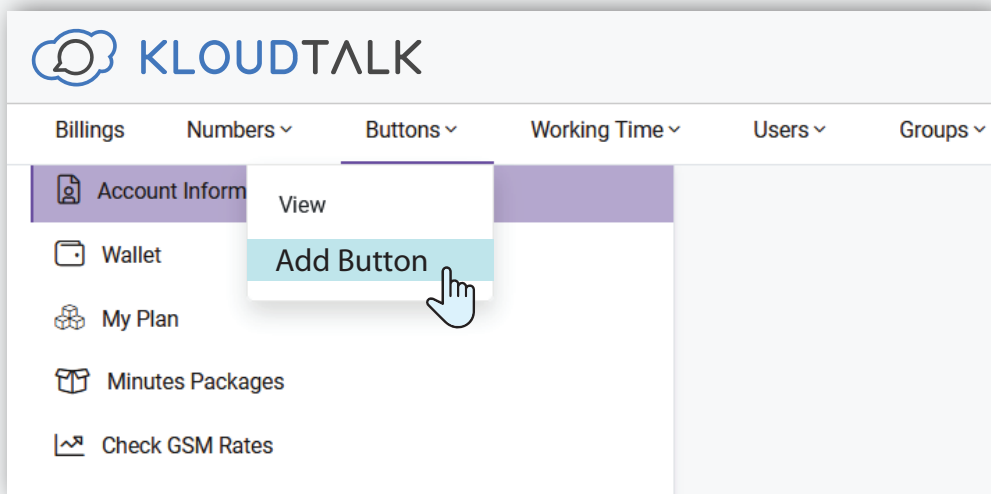 KLOUDTALK
Billings Numbers Buttons Working Time Users Groups
Account Inform
View
Wallet
Add Button
My Plan
Minutes Packages
Check GSM Rates